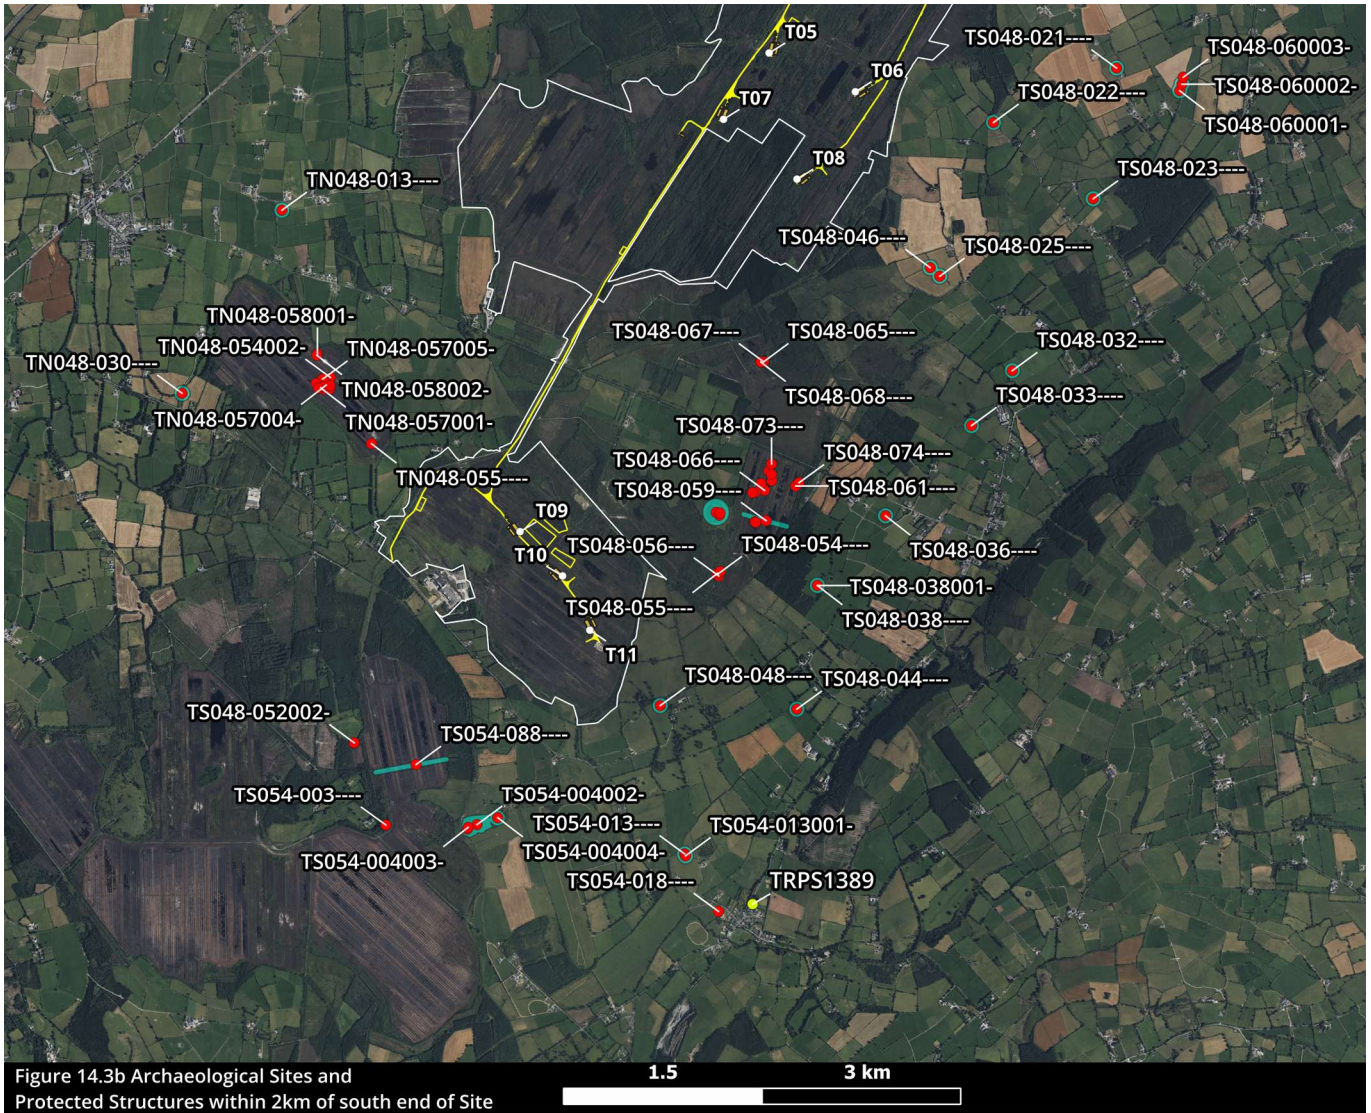 T05
TS048-021----
TS048-060003-
T06
TS048-060002-
T07
TS048-022----
TS048-060001-
T08
TS048-023----
TN048-013----
TS048-046----
TS048-025----
TN048-058001-
TS048-067----
TS048-065----
TN048-054002-
TN048-057005-
TS048-032----
TN048-030----
TN048-058002-
TS048-068----
TS048-033----
TN048-057004-
TN048-057001-
TS048-073----
TS048-066----
TS048-074----
TN048-055----
TS048-059----
TS048-061----
T09
TS048-056----
TS048-054----
TS048-036----
T10
TS048-055----
TS048-038001-
TS048-038----
T11
TS048-048----
TS048-044----
TS048-052002-
TS054-088----
TS054-003----
TS054-004002-
TS054-013----
TS054-013001-
TS054-004003-
TS054-004004-
TS054-018----
TRPS1389
Figure 14.3b Archaeological Sites and
Protected Structures within 2km of south end of Site
1.5
3 km